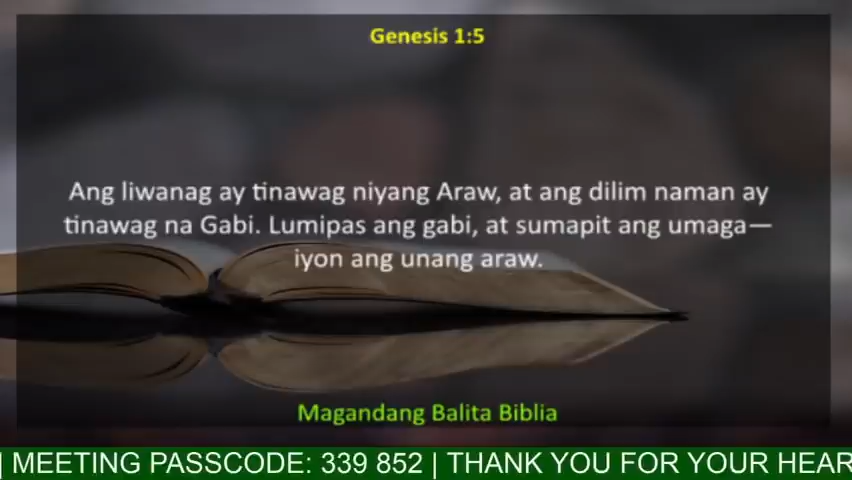 Genesis 1:5
Ang liwanag ay tinawag niyang Araw, at ang dilim naman ay
tinawag na Gabi. Lumipas ang gabi, at sumapit ang umaga—
iyon ang unang araw.
Magandang Balita Biblia
| MEETING PASSCODE: 339 852 | THANK YOU FOR YOUR HEAR